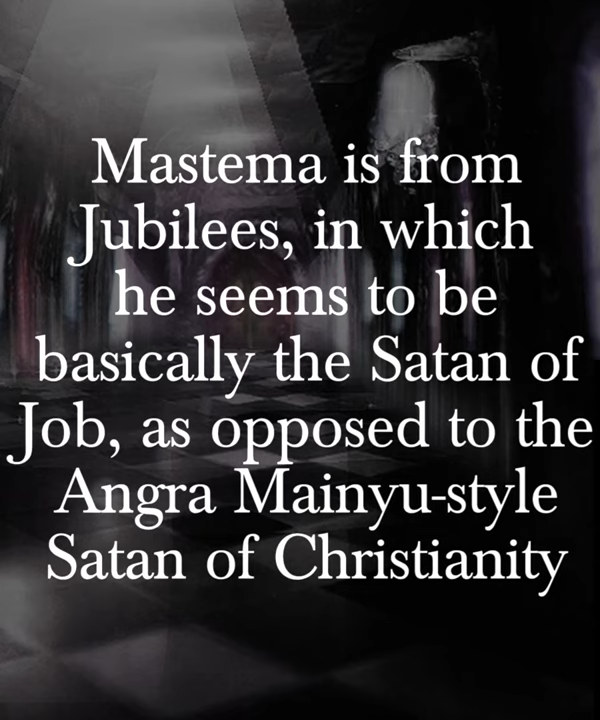 Mastema is from
Jubilees, in which
he seems to be
basically the Satan of
Job, as opposed to the
Angra Mainyu-style
Satan of Christianity